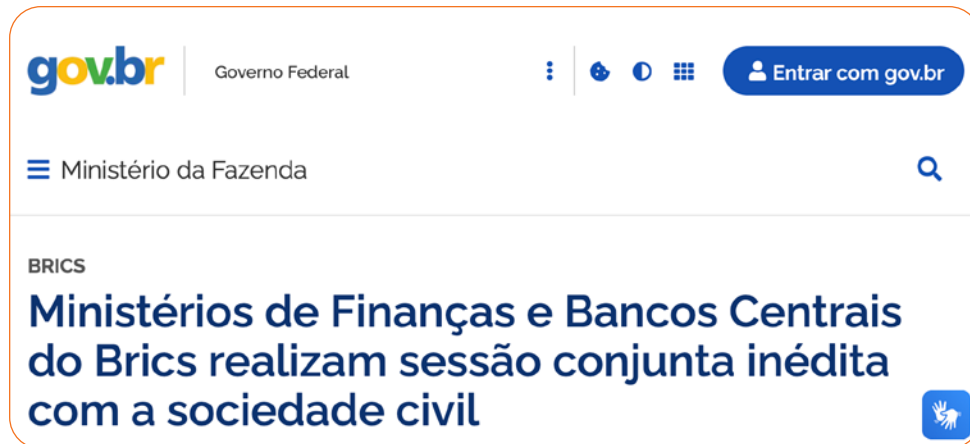 gov.br
Governo Federal
Entrar com gov.br
Ministério da Fazenda
BRICS
Ministérios de Finanças e Bancos Centrais
do Brics realizam sessão conjunta inédita
com a sociedade civil